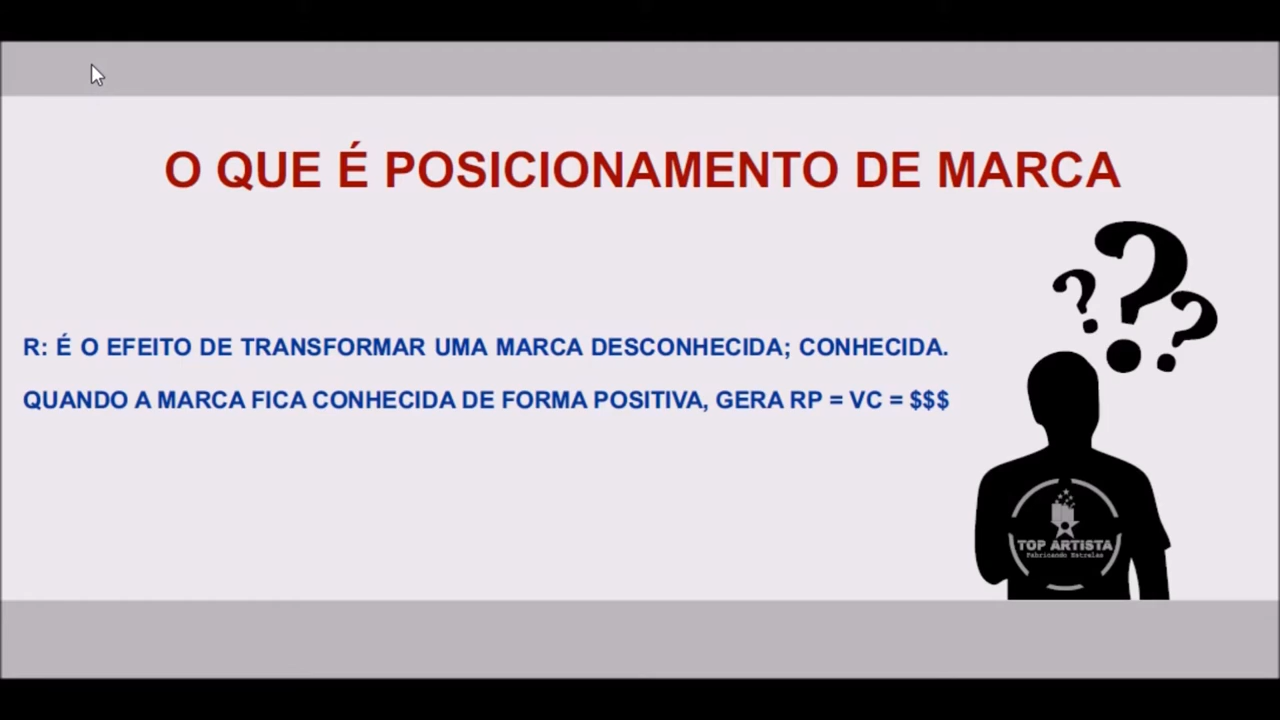 O QUE É POSICIONAMENTO DE MARCA
R: É O EFEITO DE TRANSFORMAR UMA MARCA DESCONHECIDA; CONHECIDA.
QUANDO A MARCA FICA CONHECIDA DE FORMA POSITIVA, GERA RP = VC = $$$
TOP ARTISTA
Fabricando Estrelas